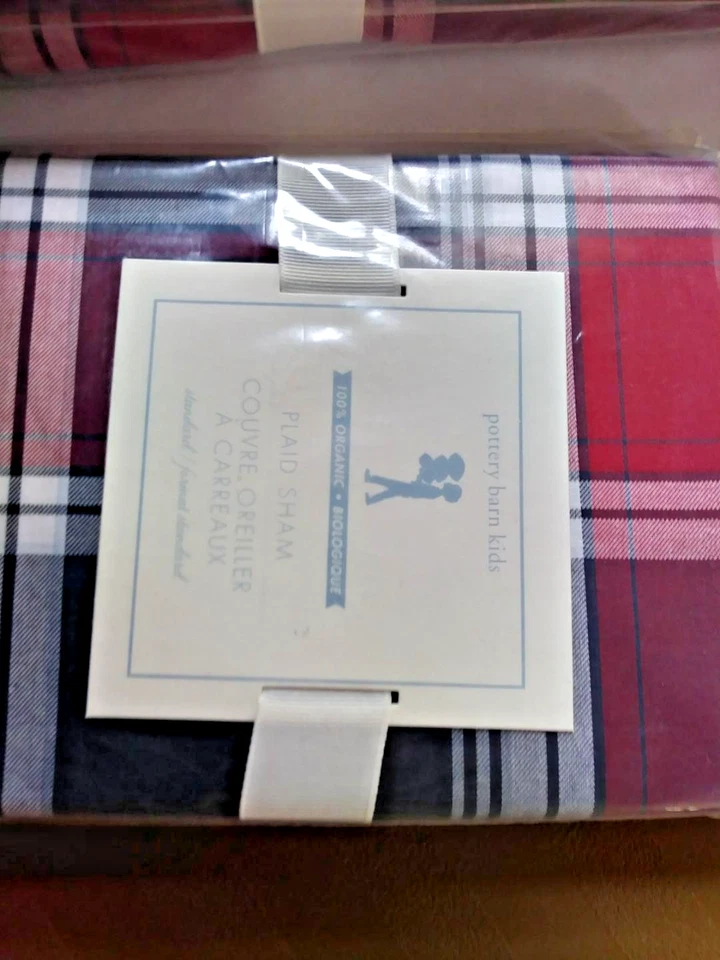 pottery barn kids
100% ORGANIC • BIOLOGIQUE
PLAID SHAM
COUVRE-OREILLER
À CARREAUX
standard / format standard